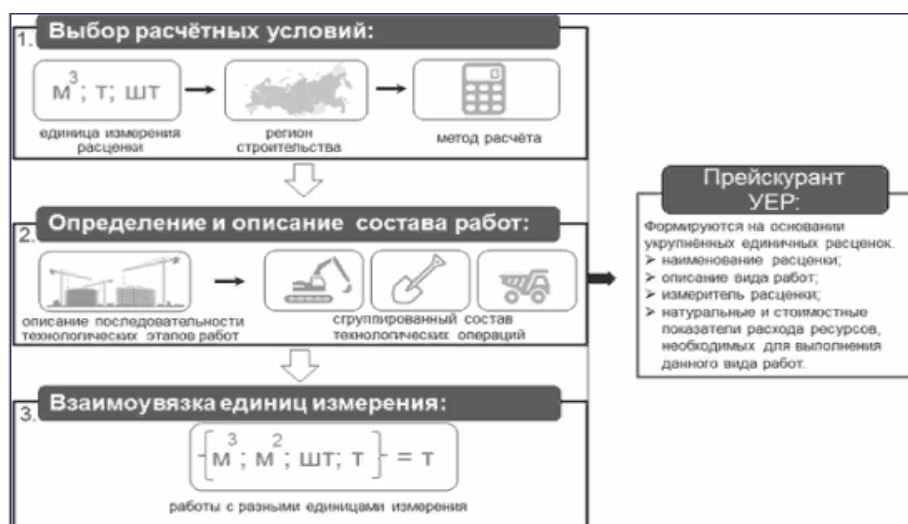 1. Выбор расчётных условий:
м³; т; шт
единица измерения
расценки
регион
строительства
метод расчёта
2. Определение и описание состава работ:
описание последовательности
технологических этапов работ
сгруппированный состав
технологических операций
3. Взаимоувязка единиц измерения:
{м³; м²; шт; т} = т
работы с разными единицами измерения
Прейскурант
УЕР:
Формируются на основании
укрупнённых единичных расценок.
➢ наименование расценки;
➢ описание вида работ;
➢ измеритель расценки;
➢ натуральные и стоимостные
показатели расхода ресурсов,
необходимых для выполнения
данного вида работ.